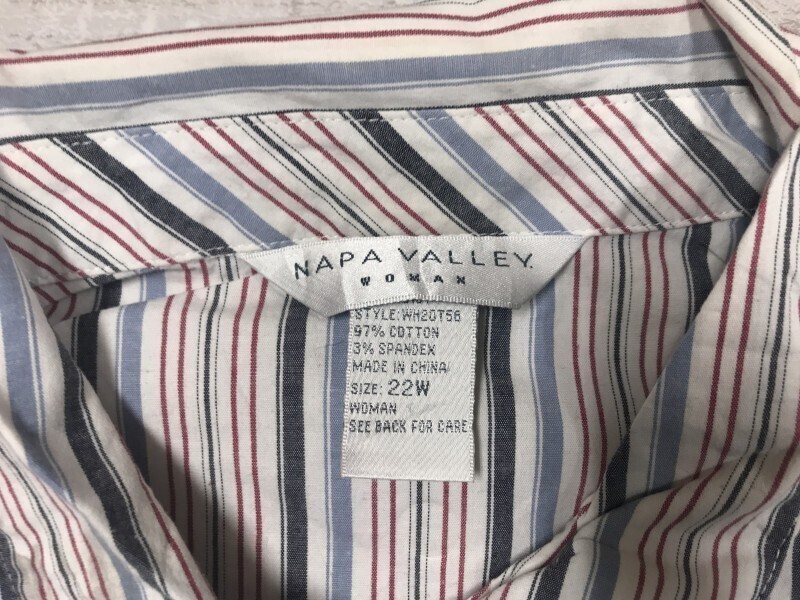 NAPA VALLEY.
WOMAN
STYLE: WH20T56
97% COTTON
3% SPANDEX
MADE IN CHINA
SIZE: 22W
WOMAN
SEE BACK FOR CARE